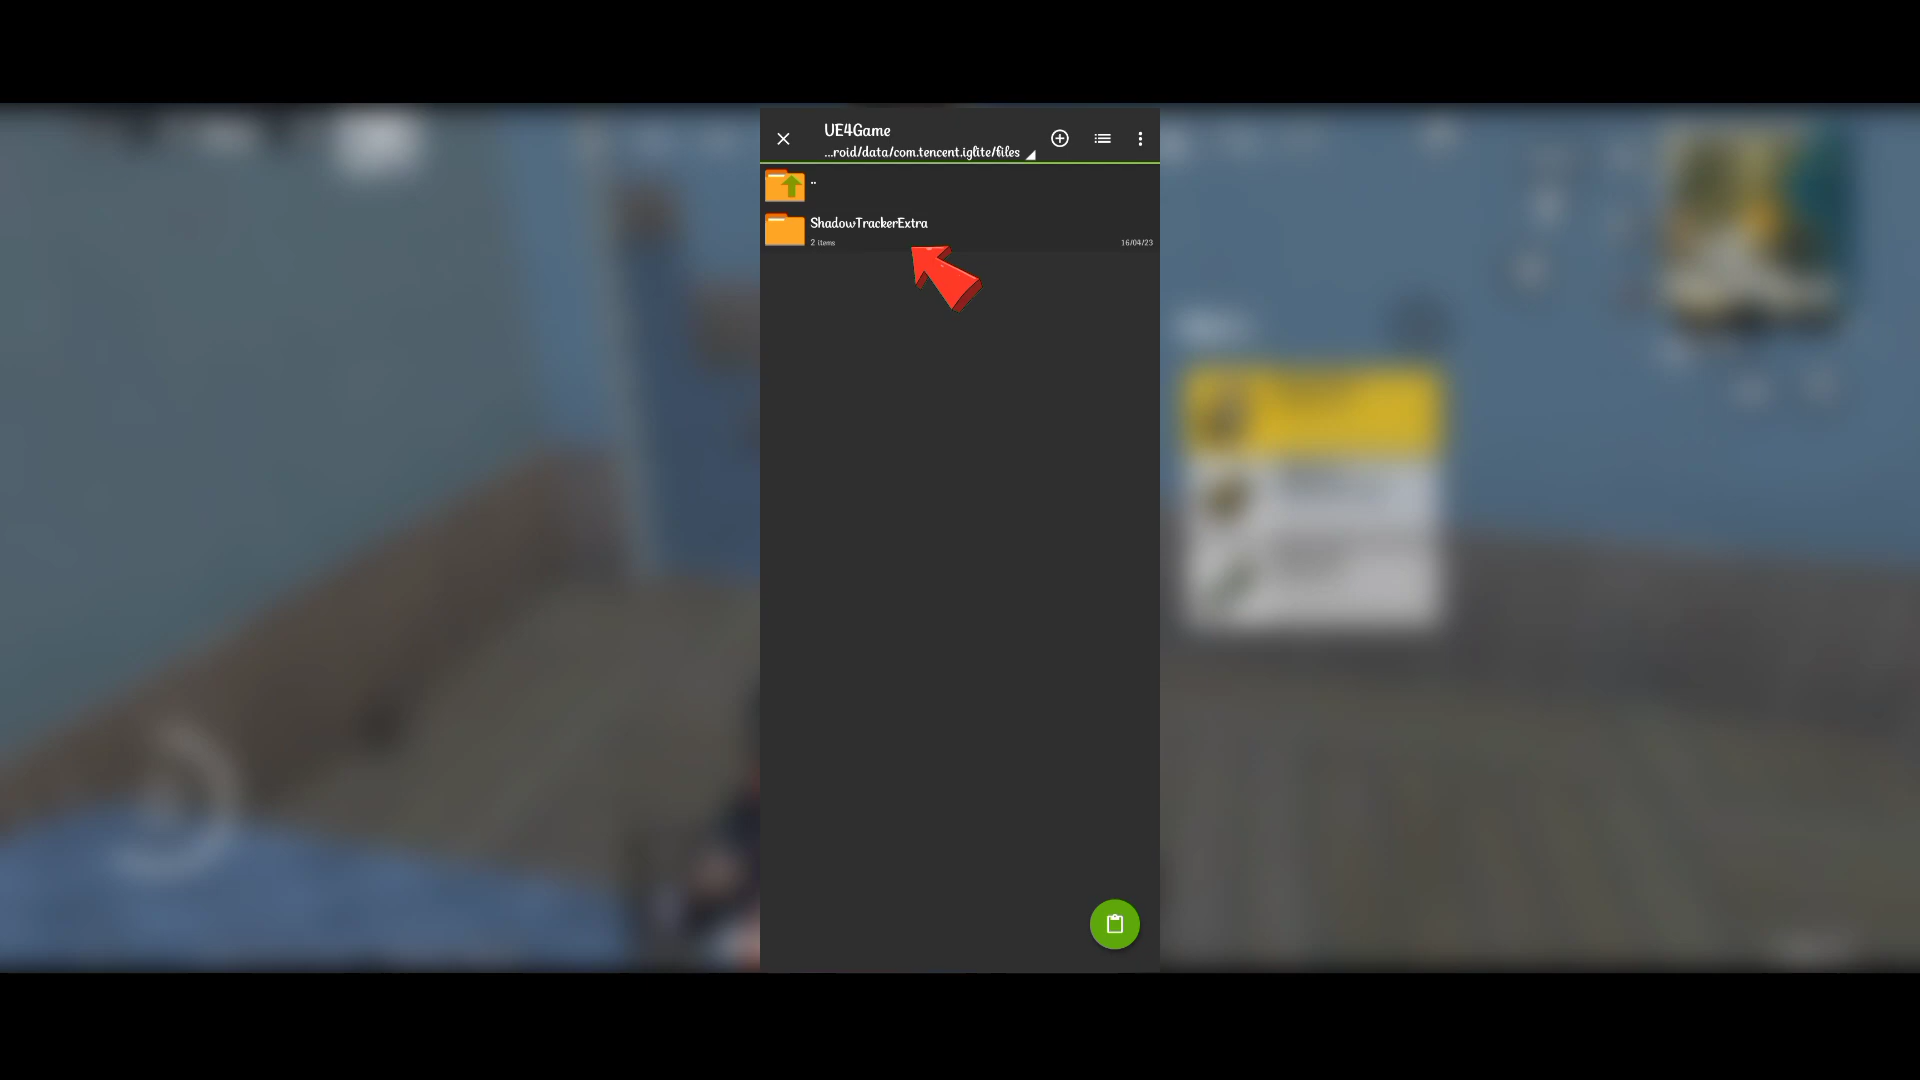 UE4Game
...roid/data/com.tencent.iglite/files
..
ShadowTrackerExtra
2 items
16/04/23